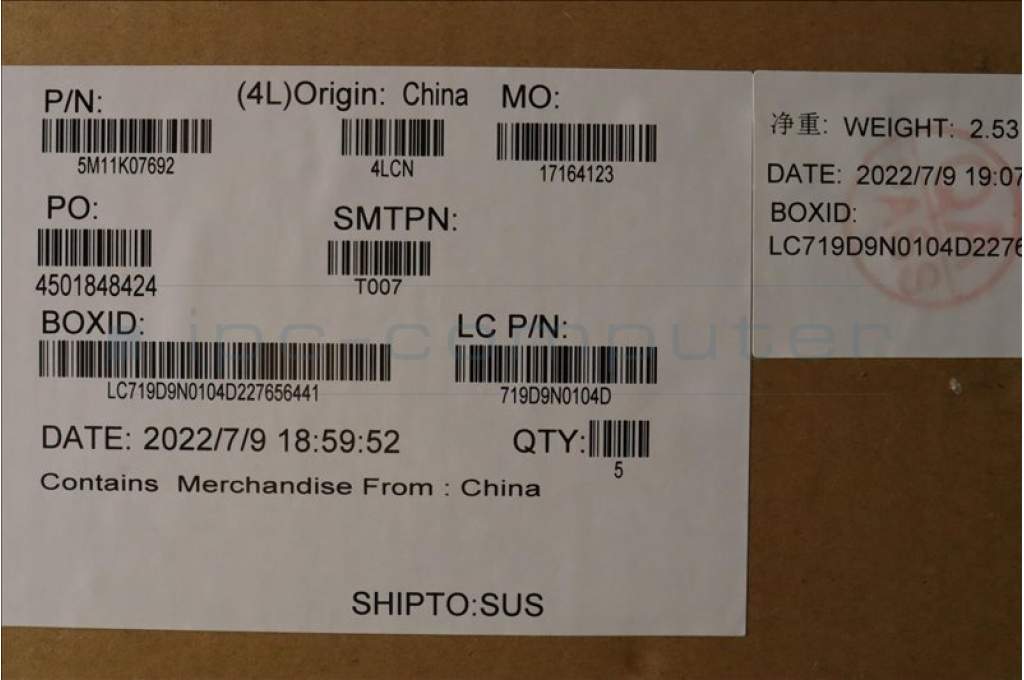 P/N:
5M11K07692
(4L)Origin: China
4LCN
MO:
17164123
PO:
4501848424
SMTPN:
T007
BOXID:
LC719D9N0104D227656441
LC P/N:
719D9N0104D
DATE: 2022/7/9 18:59:52
QTY:
5
Contains Merchandise From : China
SHIPTO:SUS
净重: WEIGHT: 2.53
DATE: 2022/7/9 19:07
BOXID:
LC719D9N0104D2276
ipc-computer